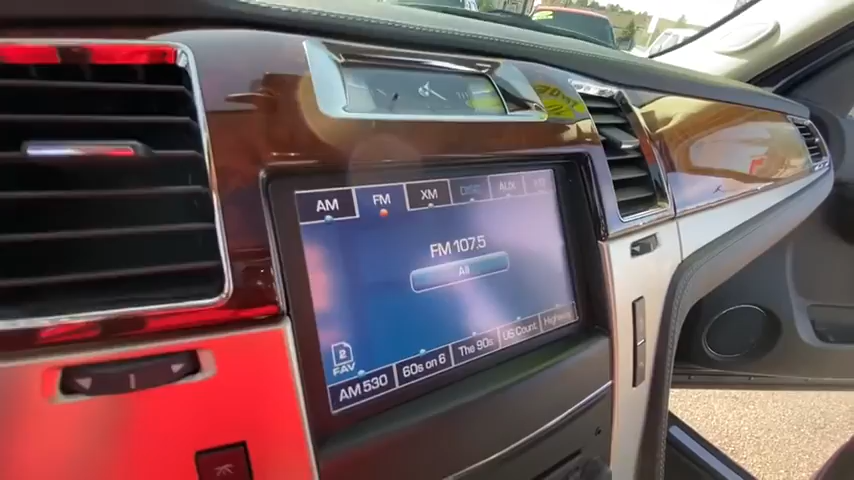 AM FM XM DISC AUX
FM 107.5
All
2
FAV
AM 530 60s on 6 The 90s US Count Highway